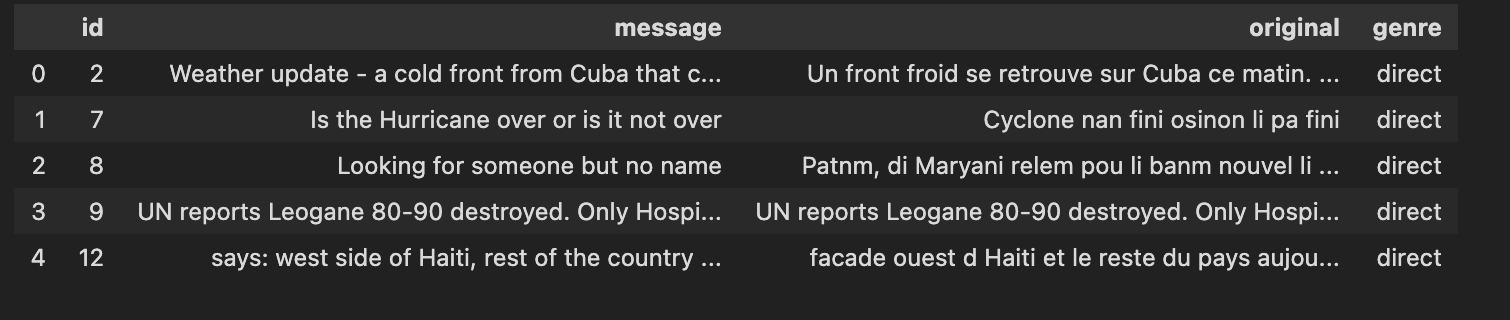 id message original genre
0 2 Weather update - a cold front from Cuba that c... Un front froid se retrouve sur Cuba ce matin. ... direct
1 7 Is the Hurricane over or is it not over Cyclone nan fini osinon li pa fini direct
2 8 Looking for someone but no name Patnm, di Maryani relem pou li banm nouvel li ... direct
3 9 UN reports Leogane 80-90 destroyed. Only Hospi... UN reports Leogane 80-90 destroyed. Only Hospi... direct
4 12 says: west side of Haiti, rest of the country ... facade ouest d Haiti et le reste du pays aujou... direct